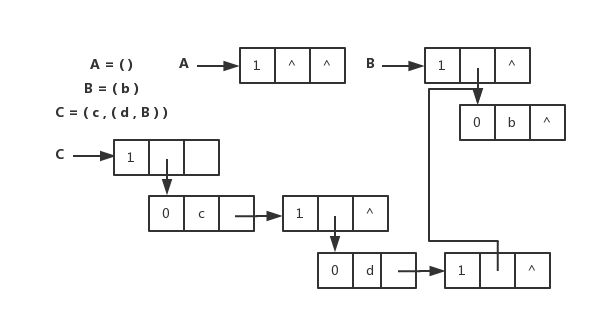 A = ( )
B = ( b )
C = ( c , ( d , B ) )
A 1 ^ ^
B 1 ^
0 b ^
C 1
0 c 1 ^
0 d 1 ^